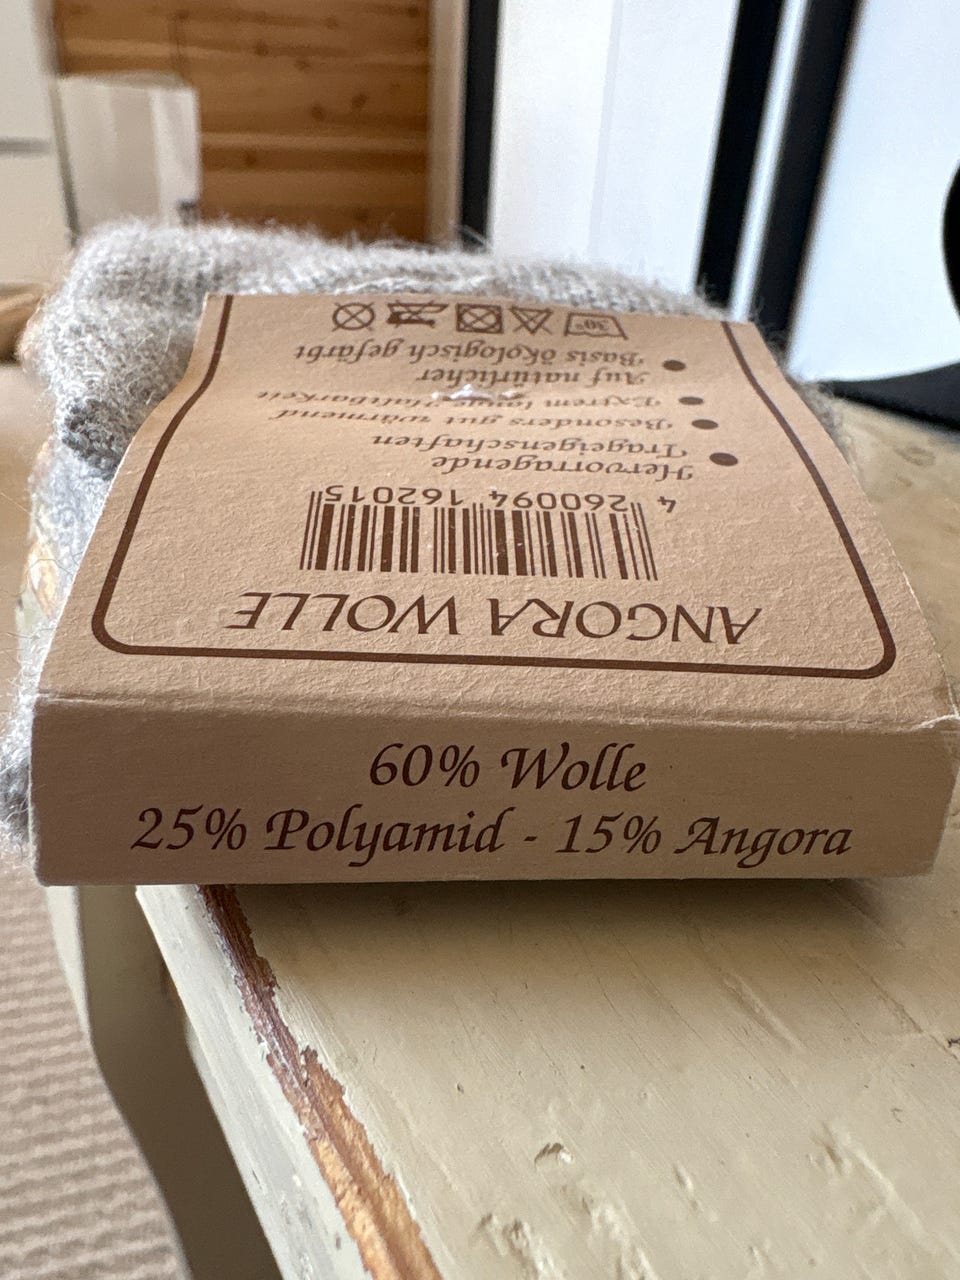 ANGORA WOLLE
4 260094 162015
Hervorragende
Trageigenschaften
Besonders gut wärmend
Extrem lange Haltbarkeit
Auf natürlicher
Basis ökologisch gefärbt
30°
60% Wolle
25% Polyamid - 15% Angora